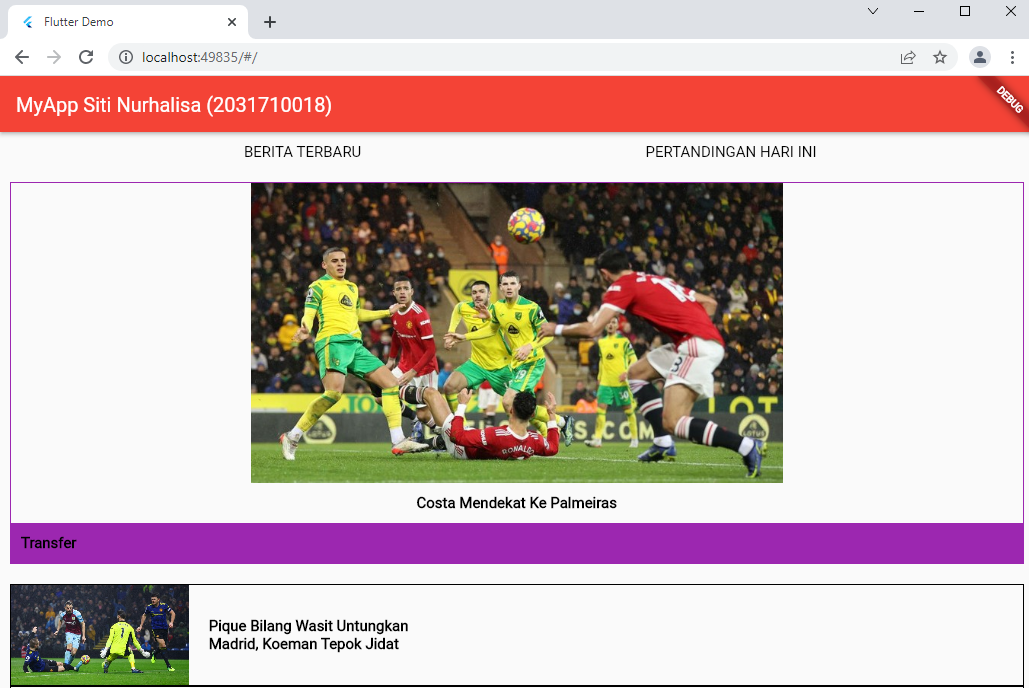 Flutter Demo
localhost:49835/#/
MyApp Siti Nurhalisa (2031710018)
DEBUG
BERITA TERBARU
PERTANDINGAN HARI INI
RONALDO
LOTUS
Costa Mendekat Ke Palmeiras
Transfer
Pique Bilang Wasit Untungkan
Madrid, Koeman Tepok Jidat